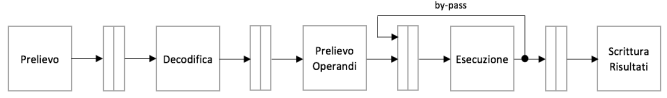 by-pass
Prelievo
Decodifica
Prelievo
Operandi
Esecuzione
Scrittura
Risultati